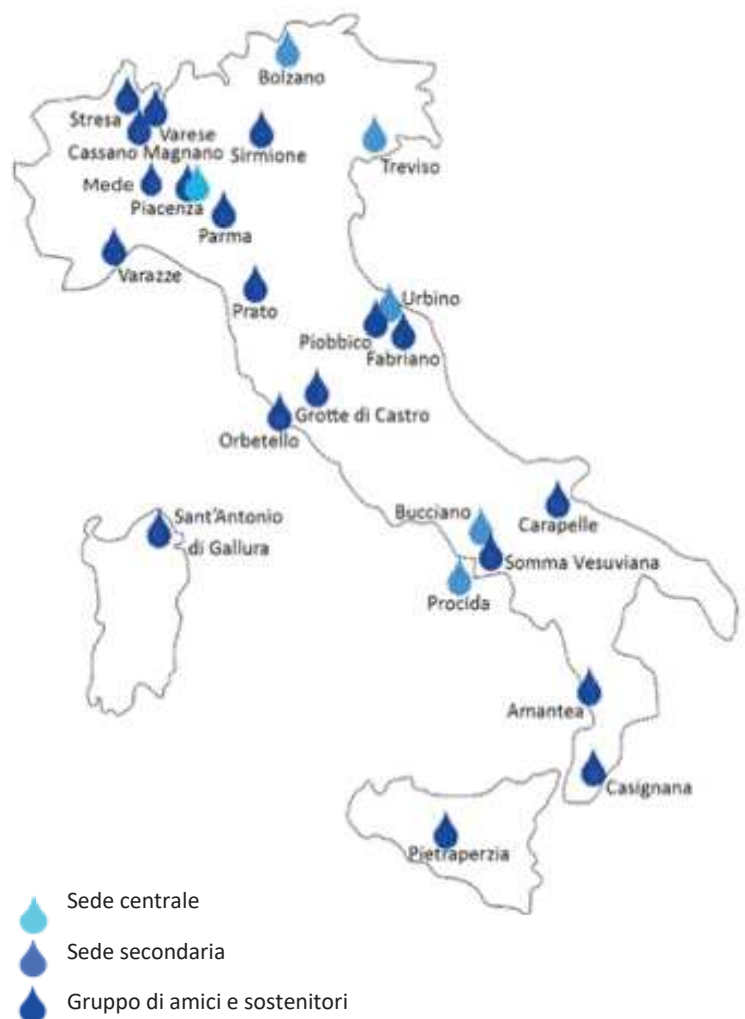 Bolzano
Stresa
Varese
Cassano Magnano
Sirmione
Treviso
Mede
Piacenza
Parma
Varazze
Prato
Urbino
Piobbico
Fabriano
Grotte di Castro
Orbetello
Sant'Antonio
di Gallura
Bucciano
Carapelle
Somma Vesuviana
Procida
Amantea
Casignana
Pietraperzia
Sede centrale
Sede secondaria
Gruppo di amici e sostenitori